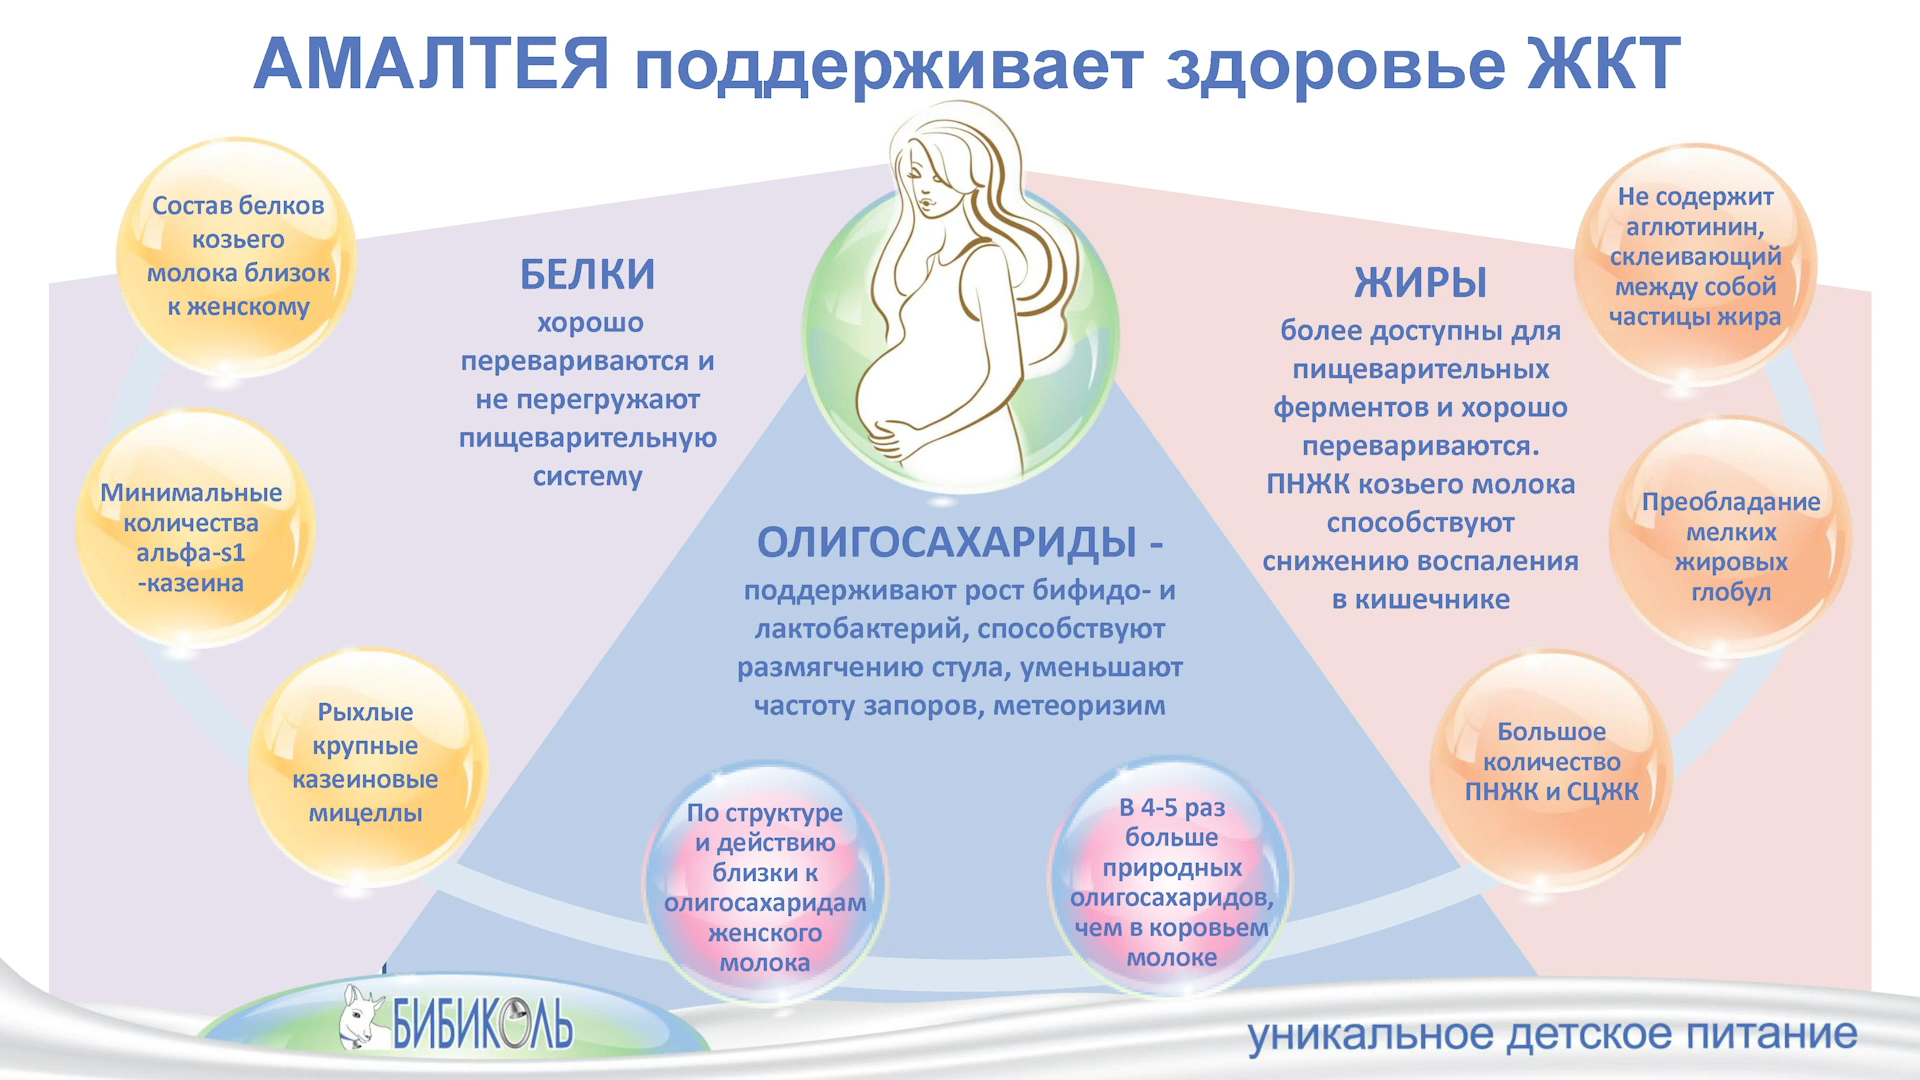 АМАЛТЕЯ поддерживает здоровье ЖКТ
Состав белков
козьего
молока близок
к женскому
Минимальные
количества
альфа-s1
-казеина
Рыхлые
крупные
казеиновые
мицеллы
БЕЛКИ
хорошо
перевариваются и
не перегружают
пищеварительную
систему
ОЛИГОСАХАРИДЫ -
поддерживают рост бифидо- и
лактобактерий, способствуют
размягчению стула, уменьшают
частоту запоров, метеоризим
По структуре
и действию
близки к
олигосахаридам
женского
молока
В 4-5 раз
больше
природных
олигосахаридов,
чем в коровьем
молоке
ЖИРЫ
более доступны для
пищеварительных
ферментов и хорошо
перевариваются.
ПНЖК козьего молока
способствуют
снижению воспаления
в кишечнике
Не содержит
аглютинин,
склеивающий
между собой
частицы жира
Преобладание
мелких
жировых
глобул
Большое
количество
ПНЖК и СЦЖК
БИБИКОЛЬ
уникальное детское питание